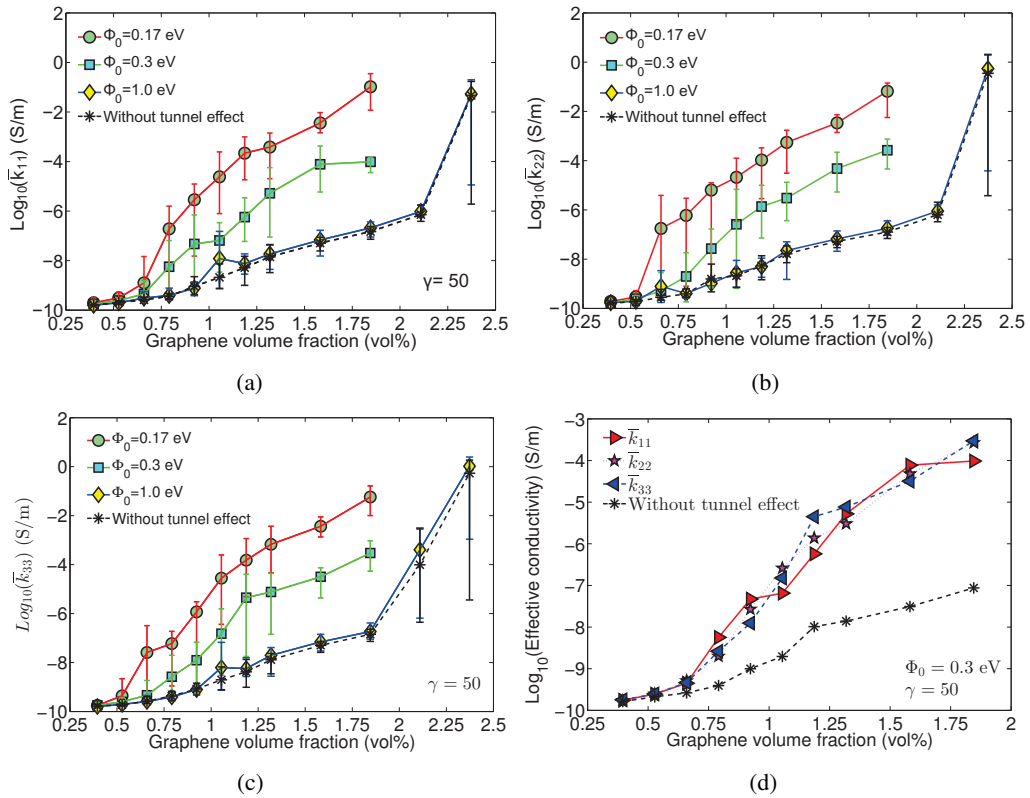 2
0
−2
−4
−6
−8
−10
Log₁₀(k̅₁₁) (S/m)
Φ₀=0.17 eV
Φ₀=0.3 eV
Φ₀=1.0 eV
Without tunnel effect
γ= 50
0.25 0.5 0.75 1 1.25 1.5 1.75 2 2.25 2.5
Graphene volume fraction (vol%)
(a)
2
0
−2
−4
−6
−8
−10
Log₁₀(k̅₂₂) (S/m)
Φ₀=0.17 eV
Φ₀=0.3 eV
Φ₀=1.0 eV
Without tunnel effect
0.25 0.5 0.75 1 1.25 1.5 1.75 2 2.25 2.5
Graphene volume fraction (vol%)
(b)
2
0
−2
−4
−6
−8
−10
Log₁₀(k̅₃₃) (S/m)
Φ₀=0.17 eV
Φ₀=0.3 eV
Φ₀=1.0 eV
Without tunnel effect
γ = 50
0.25 0.5 0.75 1 1.25 1.5 1.75 2 2.25 2.5
Graphene volume fraction (vol%)
(c)
−3
−4
−5
−6
−7
−8
−9
−10
Log₁₀(Effective conductivity) (S/m)
k̅₁₁
k̅₂₂
k̅₃₃
Without tunnel effect
Φ₀ = 0.3 eV
γ = 50
0.25 0.5 0.75 1 1.25 1.5 1.75 2
Graphene volume fraction (vol%)
(d)